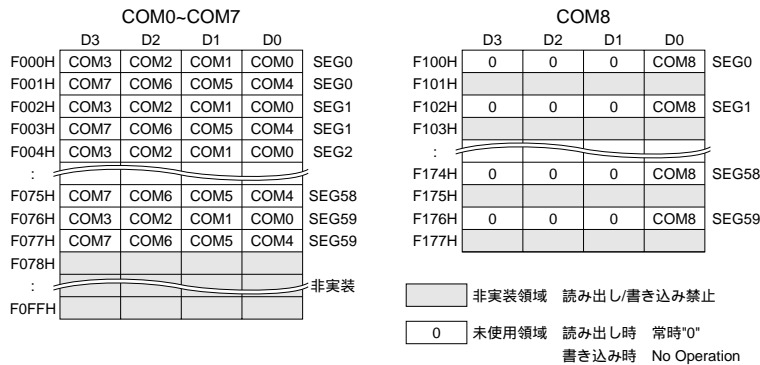 COM0~COM7
D3 D2 D1 D0
F000H COM3 COM2 COM1 COM0 SEG0
F001H COM7 COM6 COM5 COM4 SEG0
F002H COM3 COM2 COM1 COM0 SEG1
F003H COM7 COM6 COM5 COM4 SEG1
F004H COM3 COM2 COM1 COM0 SEG2
:
F075H COM7 COM6 COM5 COM4 SEG58
F076H COM3 COM2 COM1 COM0 SEG59
F077H COM7 COM6 COM5 COM4 SEG59
F078H
: 非実装
F0FFH
COM8
D3 D2 D1 D0
F100H 0 0 0 COM8 SEG0
F101H
F102H 0 0 0 COM8 SEG1
F103H
:
F174H 0 0 0 COM8 SEG58
F175H
F176H 0 0 0 COM8 SEG59
F177H
非実装領域 読み出し/書き込み禁止
0 未使用領域 読み出し時 常時"0"
書き込み時 No Operation